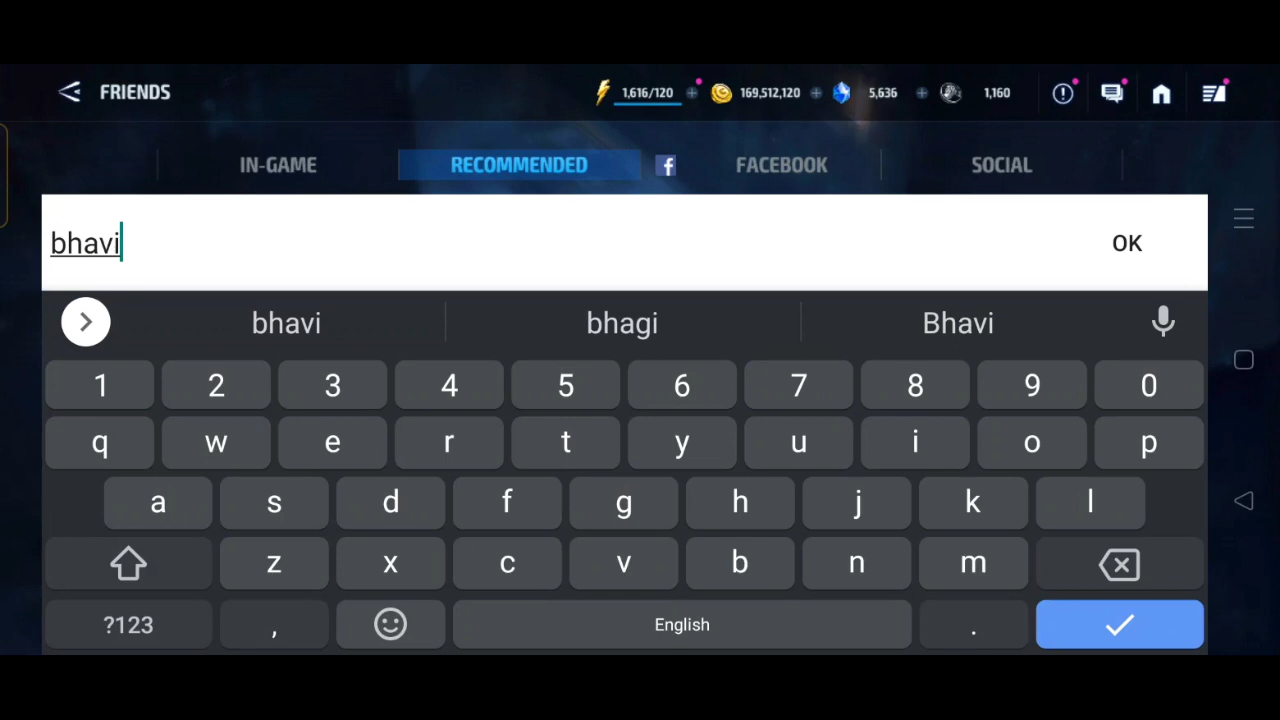 FRIENDS 1,616/120 169,512,120 5,636 1,160
IN-GAME RECOMMENDED f FACEBOOK SOCIAL
bhavi OK
bhavi bhagi Bhavi
1 2 3 4 5 6 7 8 9 0
q w e r t y u i o p
a s d f g h j k l
z x c v b n m
?123 , English .